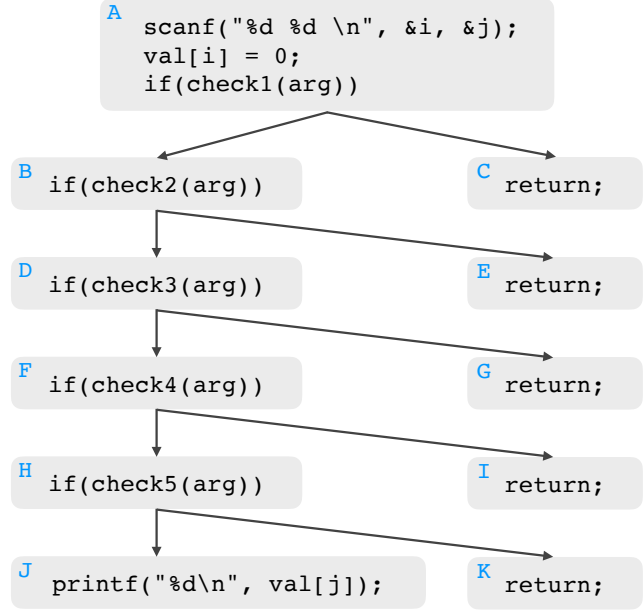 A
scanf("%d %d \n", &i, &j);
val[i] = 0;
if(check1(arg))
B if(check2(arg))
C return;
D if(check3(arg))
E return;
F if(check4(arg))
G return;
H if(check5(arg))
I return;
J printf("%d\n", val[j]);
K return;